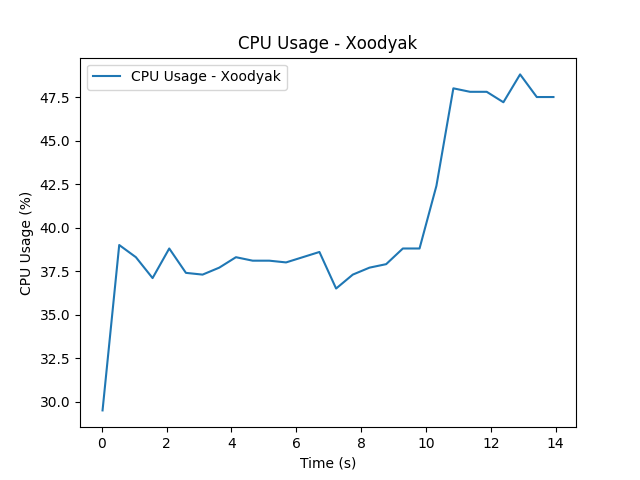 CPU Usage - Xoodyak
CPU Usage - Xoodyak
47.5
45.0
42.5
40.0
37.5
35.0
32.5
30.0
CPU Usage (%)
0 2 4 6 8 10 12 14
Time (s)